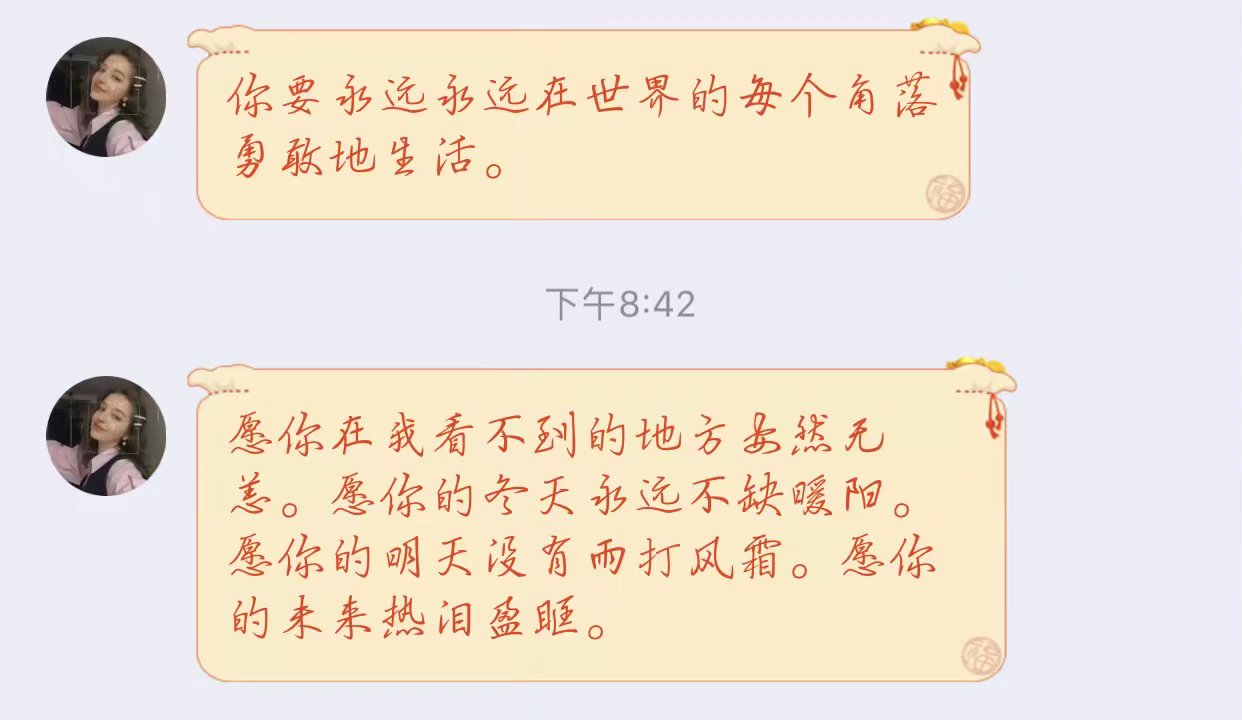 你要永远永远在世界的每个角落
勇敢地生活。
福
下午8:42
愿你在我看不到的地方安然无
恙。愿你的冬天永远不缺暖阳。
愿你的明天没有雨打风霜。愿你
的未来热泪盈眶。
福